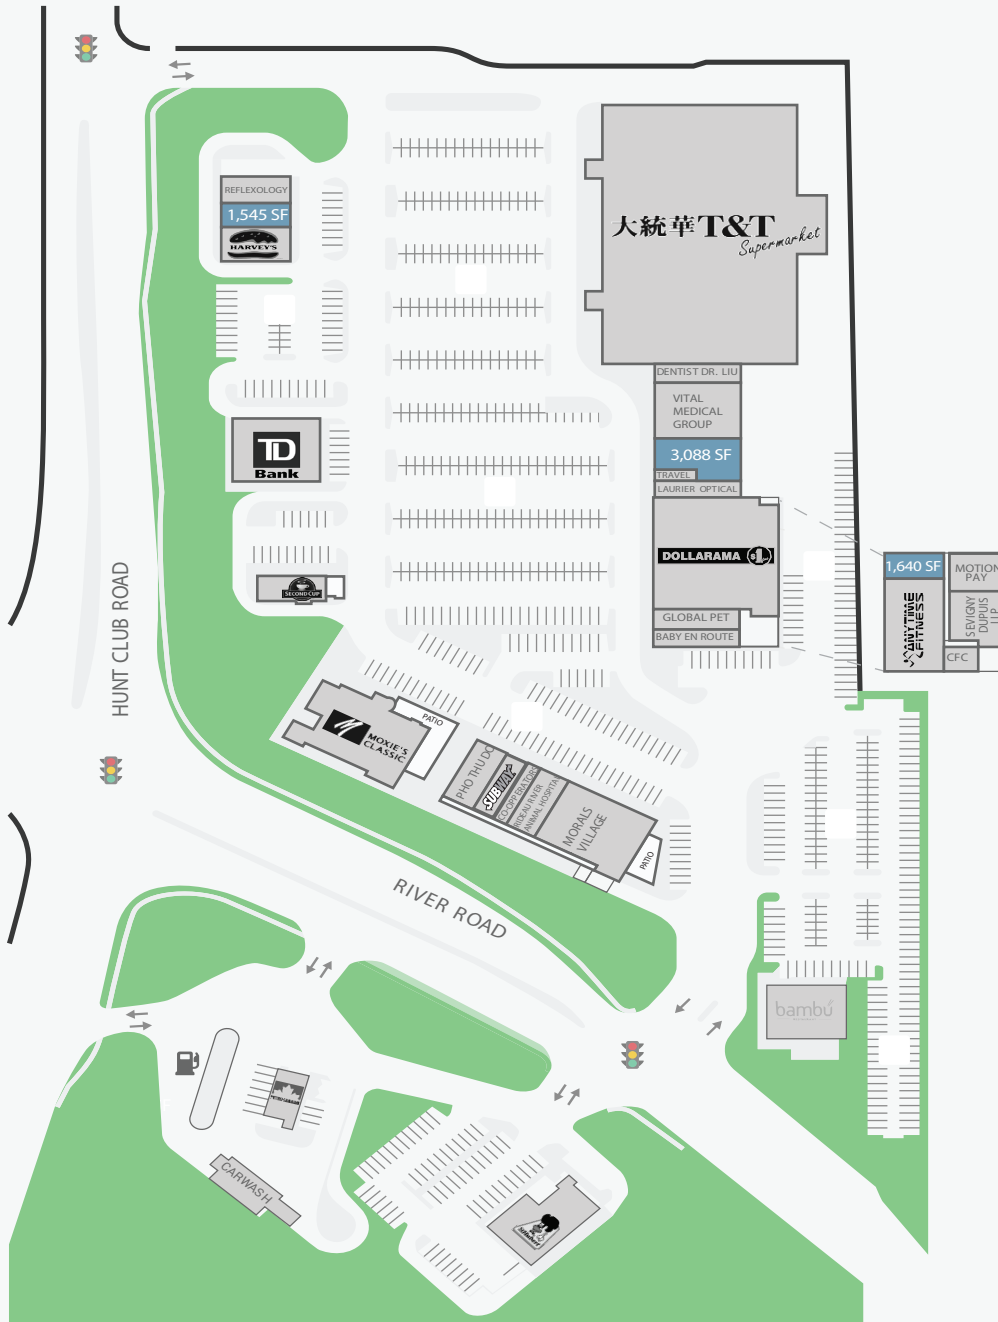 REFLEXOLOGY
1,545 SF
HARVEY'S
大統華T&T
Supermarket
DENTIST DR. LIU
VITAL
MEDICAL
GROUP
3,088 SF
TRAVEL
LAURIER OPTICAL
TD
Bank
DOLLARAMA $1
1,640 SF
MOTION
PAY
ANYTIME
FITNESS
SEVIGNY
DUPUIS
LLP
CFC
SECOND CUP
GLOBAL PET
BABY EN ROUTE
HUNT CLUB ROAD
MOXIE'S
CLASSIC
PATIO
PHO THU DO
SUBWAY
CO-OPERATORS
RIDEAU RIVER
ANIMAL HOSPITAL
MORALS
VILLAGE
PATIO
RIVER ROAD
bambú
CARWASH